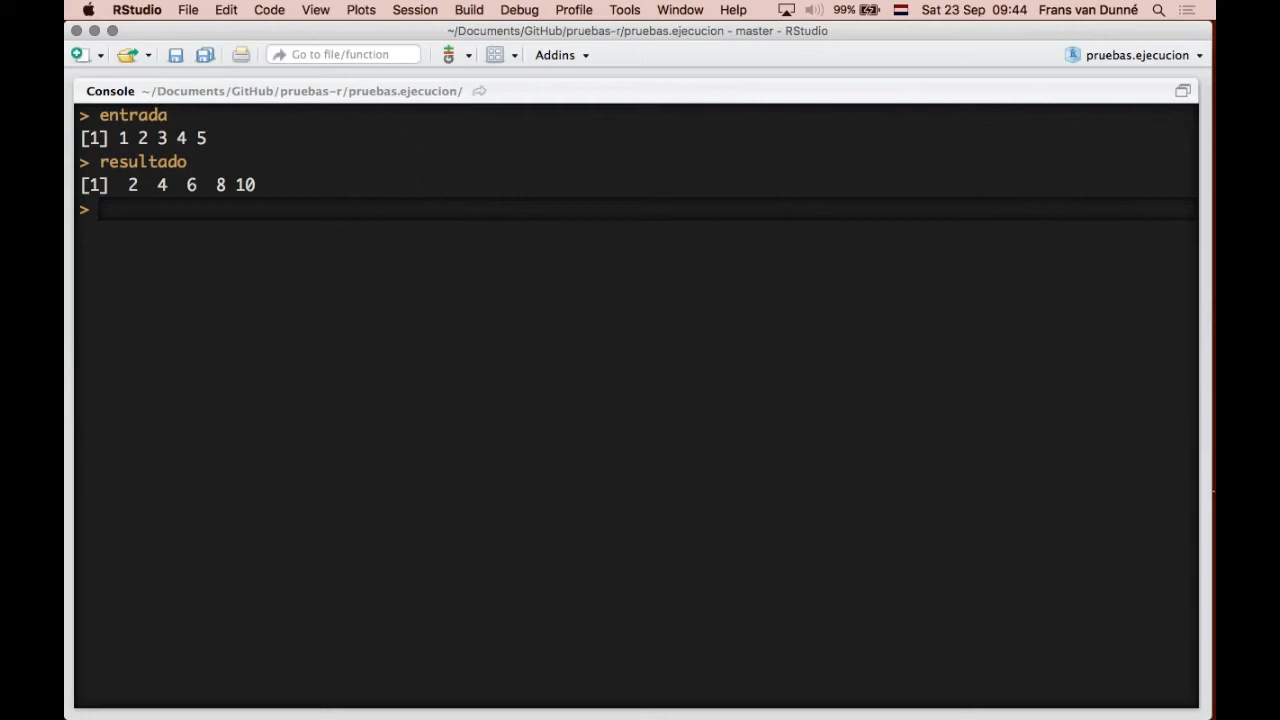 RStudio File Edit Code View Plots Session Build Debug Profile Tools Window Help 99% Sat 23 Sep 09:44 Frans van Dunné
~/Documents/GitHub/pruebas-r/pruebas.ejecucion - master - RStudio
Go to file/function Addins pruebas.ejecucion
Console ~/Documents/GitHub/pruebas-r/pruebas.ejecucion/
> entrada
[1] 1 2 3 4 5
> resultado
[1]  2  4  6  8 10
>